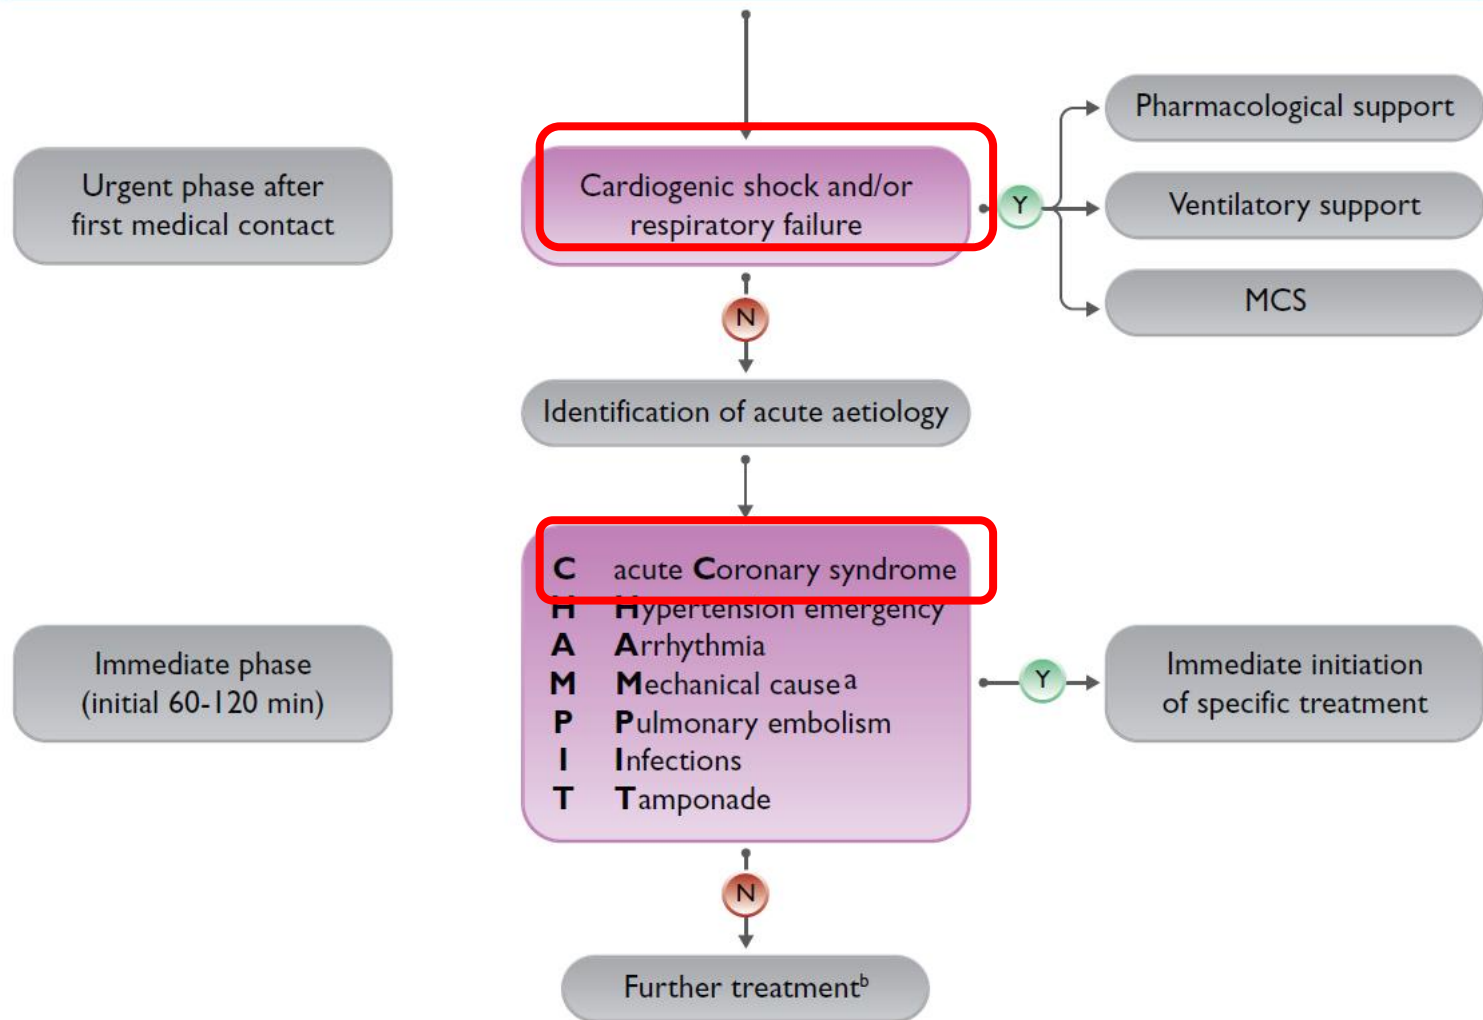 Urgent phase after
first medical contact
Cardiogenic shock and/or
respiratory failure
Y
Pharmacological support
Ventilatory support
MCS
N
Identification of acute aetiology
Immediate phase
(initial 60-120 min)
C acute Coronary syndrome
H Hypertension emergency
A Arrhythmia
M Mechanical causeª
P Pulmonary embolism
I Infections
T Tamponade
Y
Immediate initiation
of specific treatment
N
Further treatmentᵇ